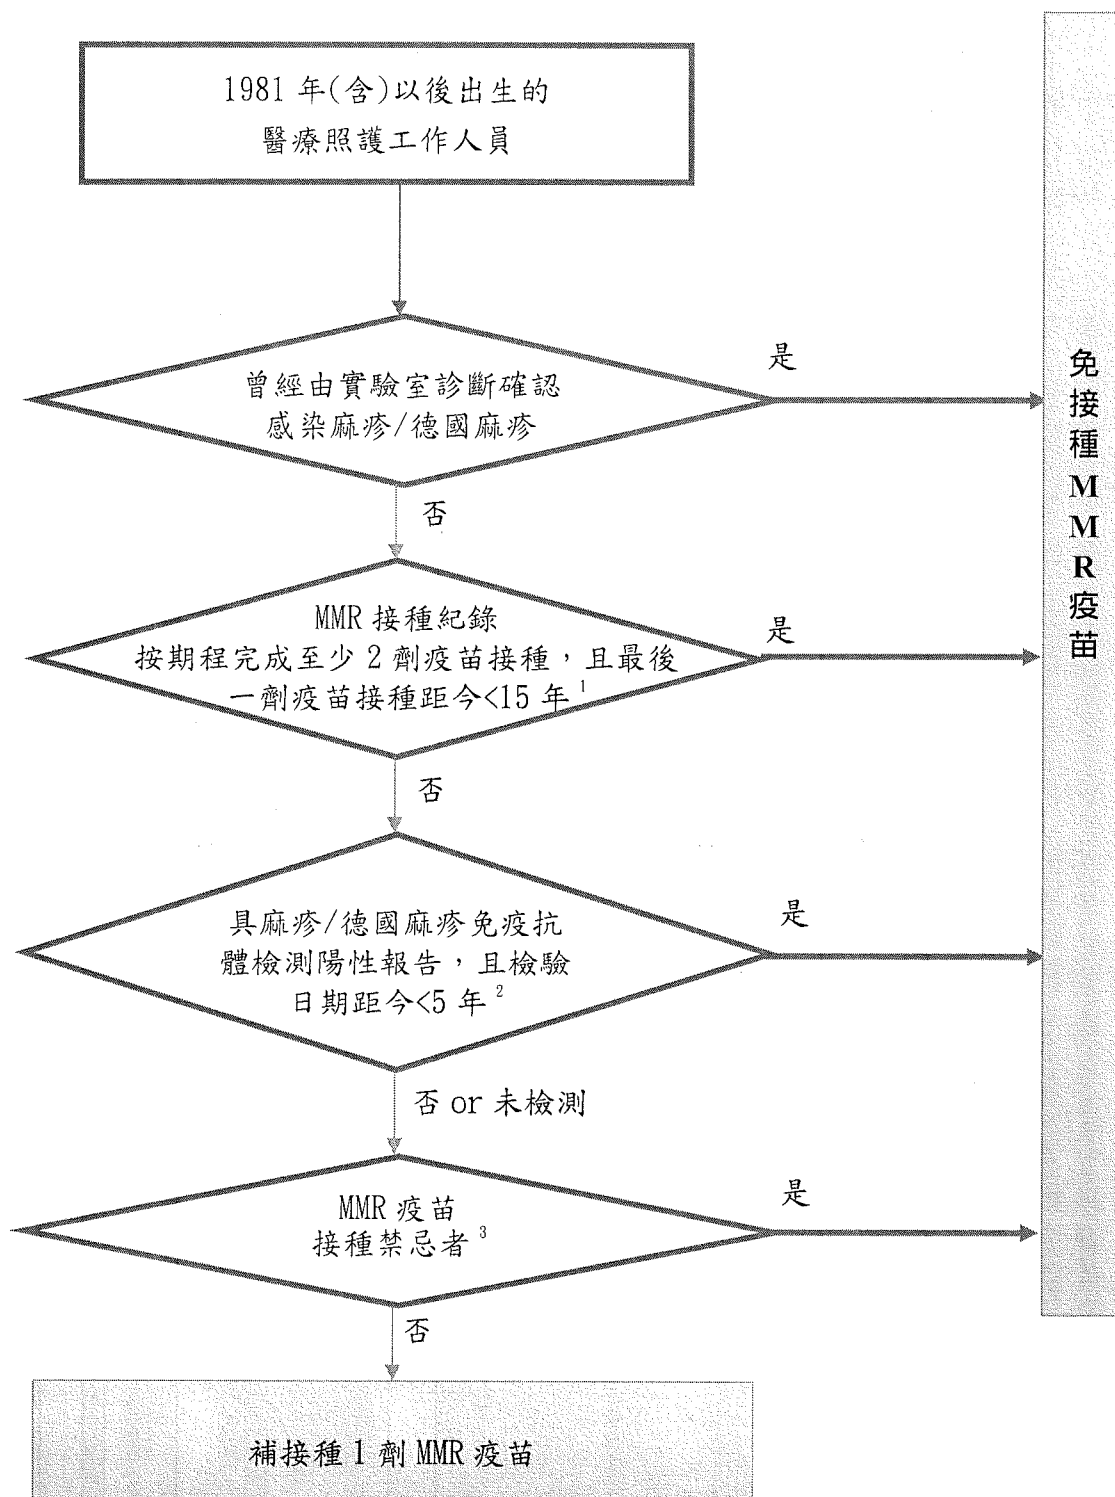 1981 年(含)以後出生的
醫療照護工作人員
曾經由實驗室診斷確認
感染麻疹/德國麻疹
是
否
MMR 接種紀錄
按期程完成至少 2 劑疫苗接種，且最後
一劑疫苗接種距今<15 年 1
是
否
具麻疹/德國麻疹免疫抗
體檢測陽性報告，且檢驗
日期距今<5 年 2
是
否 or 未檢測
MMR 疫苗
接種禁忌者 3
是
否
補接種 1 劑 MMR 疫苗
免接種MMR疫苗